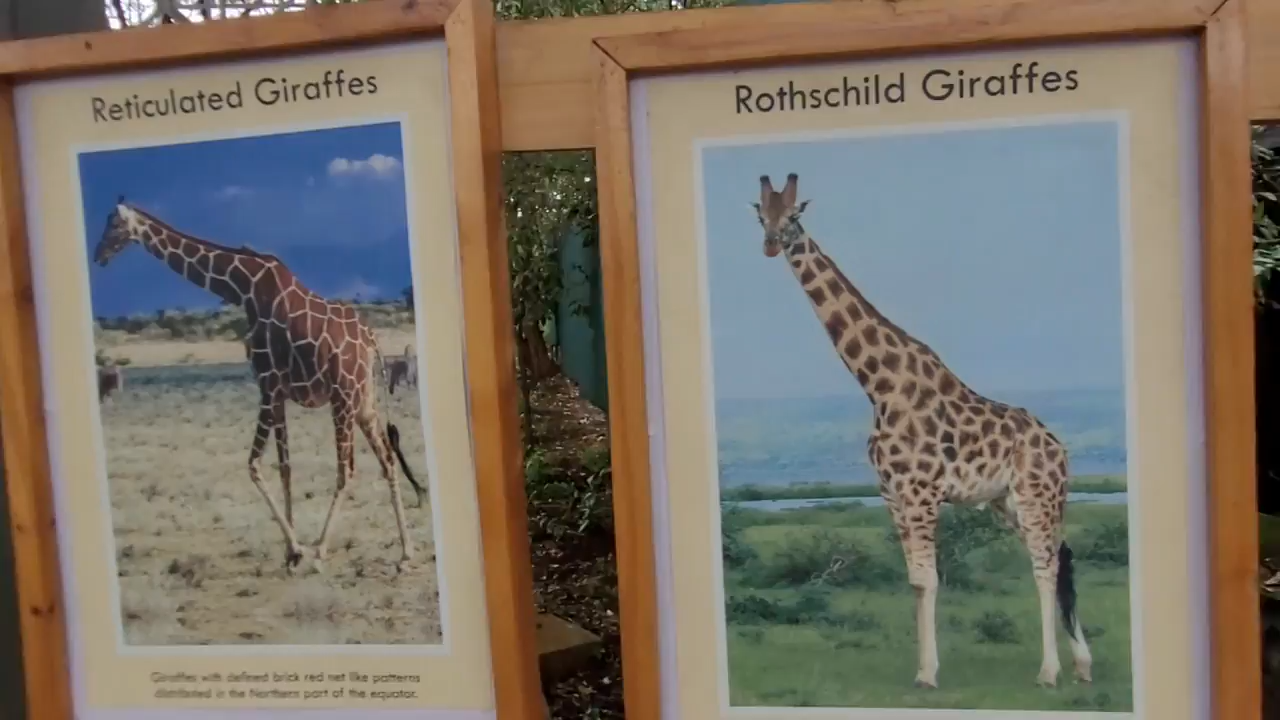 Reticulated Giraffes
Giraffes with defined brick red net like patterns
distributed in the Northern part of the equator.
Rothschild Giraffes